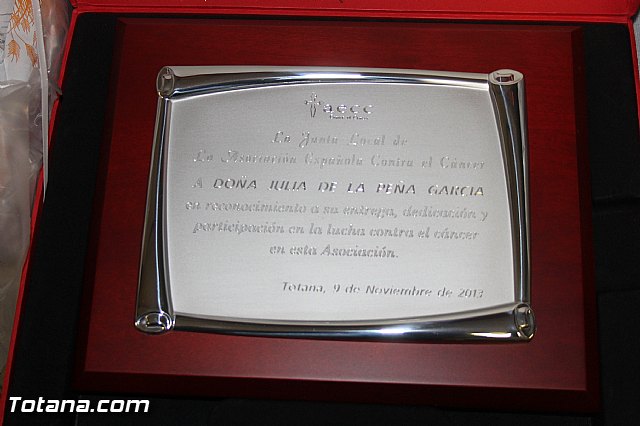 aecc
La Junta Local de
La Asociación Española Contra el Cáncer
A DOÑA JULIA DE LA PEÑA GARCIA
en reconocimiento a su entrega, dedicación y
participación en la lucha contra el cáncer
en esta Asociación.
Totana, 9 de Noviembre de 2013
Totana.com